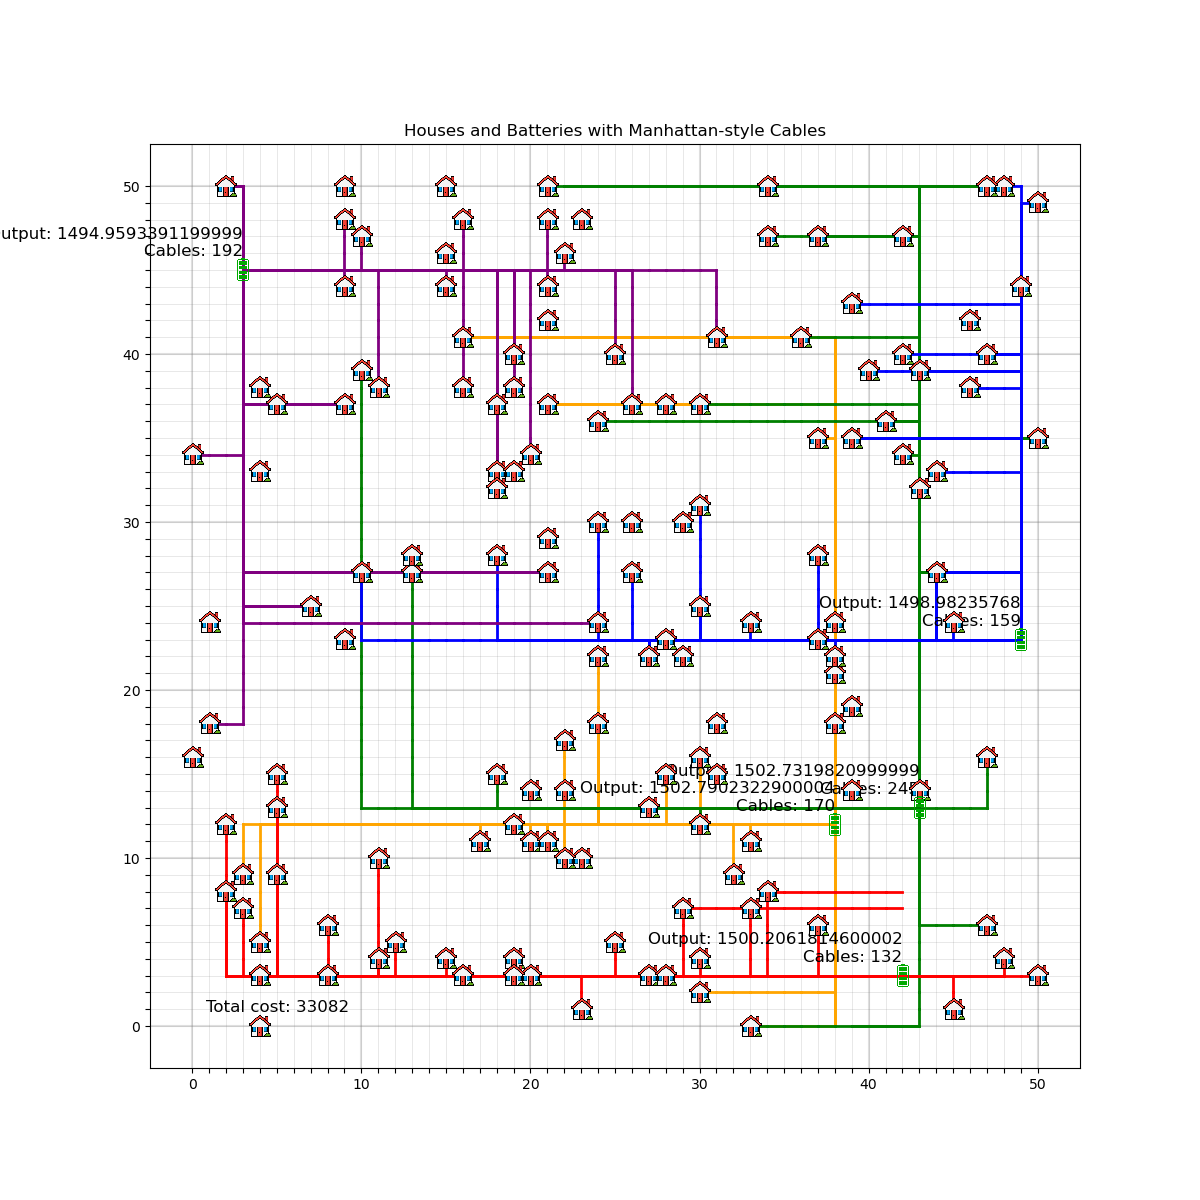 Houses and Batteries with Manhattan-style Cables
50
utput: 1494.9593391199999
Cables: 192
40
30
Output: 1498.98235768
Cables: 159
20
Output: 1502.7319820999999
Output: 1502.7902322900004
Cables:
Cables: 170
10
Output: 1500.2061814600002
Cables: 132
Total cost: 33082
0
0 10 20 30 40 50